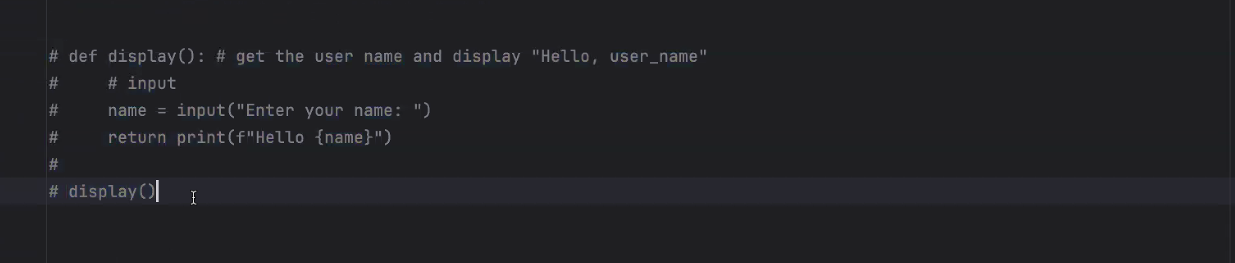 # def display(): # get the user name and display "Hello, user_name"
#     # input
#     name = input("Enter your name: ")
#     return print(f"Hello {name}")
#
# display()